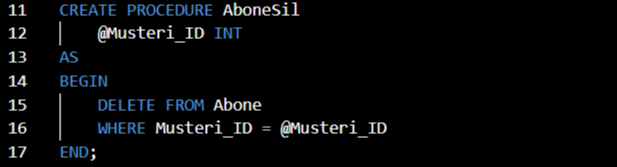 11 CREATE PROCEDURE AboneSil
12 @Musteri_ID INT
13 AS
14 BEGIN
15 DELETE FROM Abone
16 WHERE Musteri_ID = @Musteri_ID
17 END;